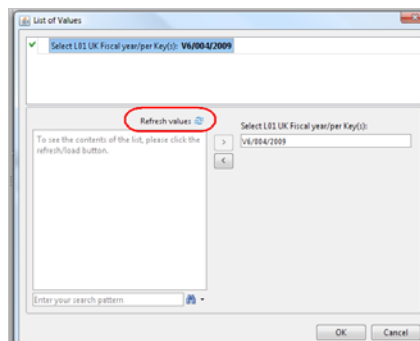 List of Values
Select L01 UK Fiscal year/per Key(s): V6/004/2009
Refresh values
To see the contents of the list, please click the
refresh/load button.
Select L01 UK Fiscal year/per Key(s):
V6/004/2009
>
<
Enter your search pattern
OK
Cancel